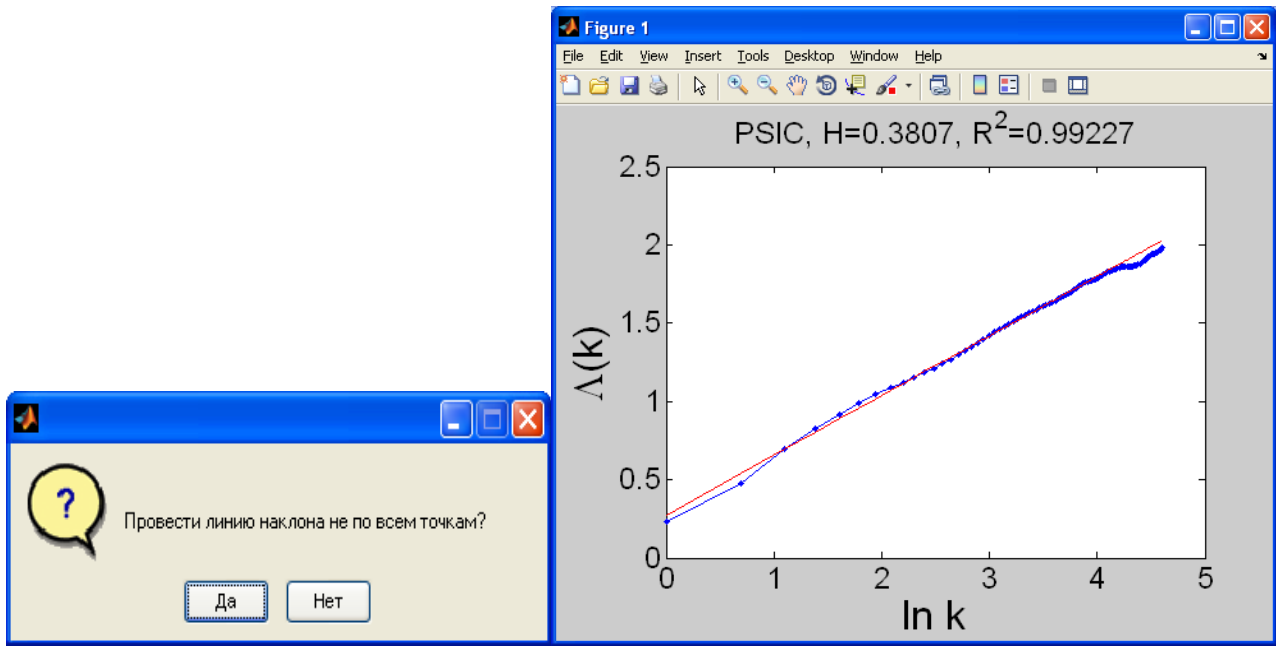 Figure 1
File Edit View Insert Tools Desktop Window Help
PSIC, H=0.3807, R²=0.99227
2.5
2
1.5
1
0.5
0
Λ(k)
0 1 2 3 4 5
ln k
?
Провести линию наклона не по всем точкам?
Да Нет